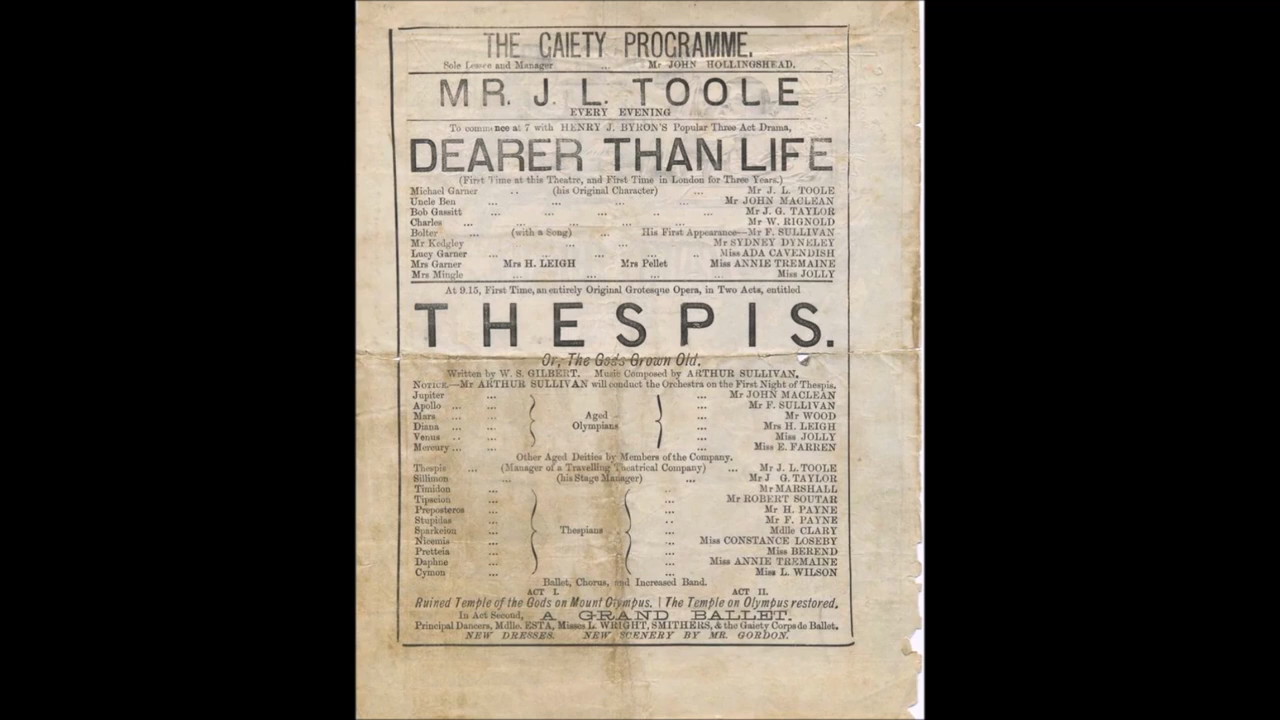 THE GAIETY PROGRAMME.
Sole Lessee and Manager ... Mr JOHN HOLLINGSHEAD.
MR. J. L. TOOLE
EVERY EVENING
To commence at 7 with HENRY J. BYRON'S Popular Three Act Drama,
DEARER THAN LIFE
(First Time at this Theatre, and First Time in London for Three Years.)
Michael Garner .. (his Original Character) ... Mr J. L. TOOLE
Uncle Ben ... ... ... ... Mr JOHN MACLEAN
Bob Gassitt ... ... ... .. ... Mr J. G. TAYLOR
Charles ... ... ... ... ... Mr W. RIGNOLD
Bolter ... (with a Song) ... His First Appearance—Mr F. SULLIVAN
Mr Kedgley ... ... ... Mr SYDNEY DYNELEY
Lucy Garner ... ... ... ... .. Miss ADA CAVENDISH
Mrs Garner Mrs H. LEIGH Mrs Pellet Miss ANNIE TREMAINE
Mrs Mingle ... ... ... ... Miss JOLLY
At 9.15, First Time, an entirely Original Grotesque Opera, in Two Acts, entitled
THESPIS.
Or, The Gods Grown Old.
Written by W. S. GILBERT. Music Composed by ARTHUR SULLIVAN.
NOTICE.—Mr ARTHUR SULLIVAN will conduct the Orchestra on the First Night of Thespis.
Jupiter ... ... Mr JOHN MACLEAN
Apollo ... ... ... Mr F. SULLIVAN
Mars ... ... Aged ... Mr WOOD
Diana ... ... Olympians ... Mrs H. LEIGH
Venus .. ... ... Miss JOLLY
Mercury ... ... ... Miss E. FARREN
Other Aged Deities by Members of the Company.
Thespis ... (Manager of a Travelling Theatrical Company) ... Mr J. L. TOOLE
Sillimon ... (his Stage Manager) ... Mr J G. TAYLOR
Timidon ... ... Mr MARSHALL
Tipseion ... ... Mr ROBERT SOUTAR
Preposteros ... ... Mr H. PAYNE
Stupidas ... .. Mr F. PAYNE
Sparkeion ... Thespians ... Mdlle CLARY
Nicemis ... ... Miss CONSTANCE LOSEBY
Pretteia ... ... Miss BEREND
Daphne ... ... Miss ANNIE TREMAINE
Cymon ... ... Miss L. WILSON
Ballet, Chorus, and Increased Band.
ACT I. ACT II.
Ruined Temple of the Gods on Mount Olympus. | The Temple on Olympus restored.
In Act Second, A GRAND BALLET.
Principal Dancers, Mdlle. ESTA, Misses L. WRIGHT, SMITHERS, & the Gaiety Corps de Ballet.
NEW DRESSES. NEW SCENERY BY MR. GORDON.